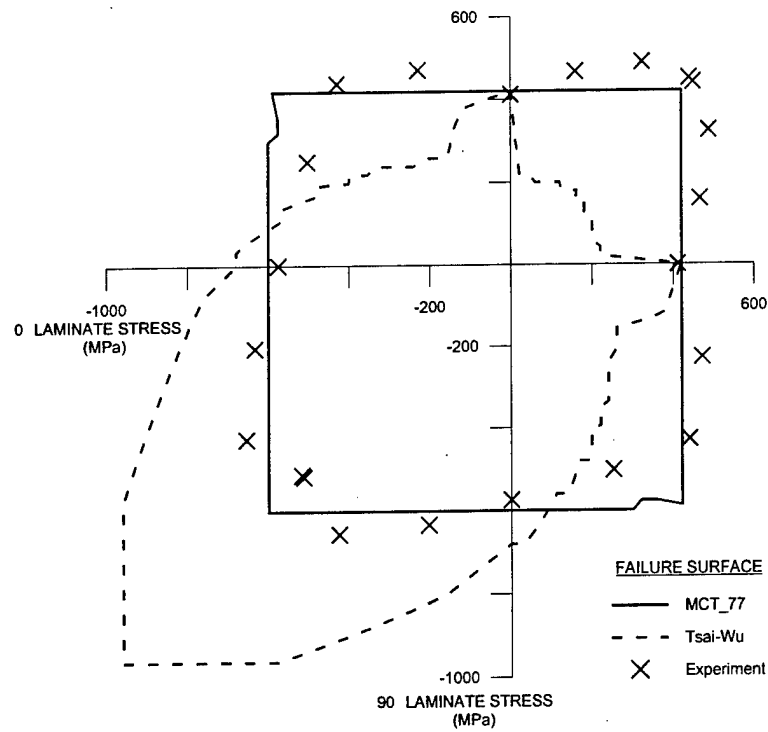 600
-1000
-200
600
0 LAMINATE STRESS
(MPa)
-200
FAILURE SURFACE
MCT_77
Tsai-Wu
Experiment
-1000
90 LAMINATE STRESS
(MPa)